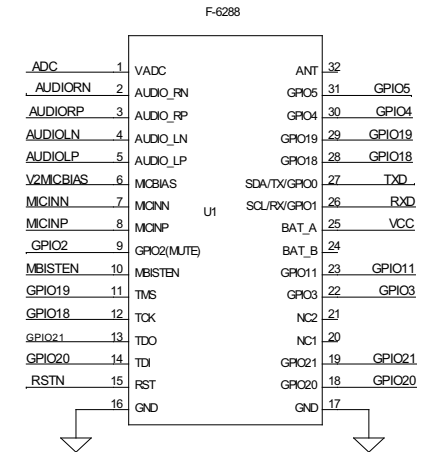 F-6288
ADC 1 VADC ANT 32
AUDIORN 2 AUDIO_RN GPIO5 31 GPIO5
AUDIORP 3 AUDIO_RP GPIO4 30 GPIO4
AUDIOLN 4 AUDIO_LN GPIO19 29 GPIO19
AUDIOLP 5 AUDIO_LP GPIO18 28 GPIO18
V2MICBIAS 6 MICBIAS SDA/TX/GPIO0 27 TXD
MICINN 7 MICINN SCL/RX/GPIO1 26 RXD
U1
MICINP 8 MICINP BAT_A 25 VCC
GPIO2 9 GPIO2(MUTE) BAT_B 24
MBISTEN 10 MBISTEN GPIO11 23 GPIO11
GPIO19 11 TMS GPIO3 22 GPIO3
GPIO18 12 TCK NC2 21
GPIO21 13 TDO NC1 20
GPIO20 14 TDI GPIO21 19 GPIO21
RSTN 15 RST GPIO20 18 GPIO20
16 GND GND 17